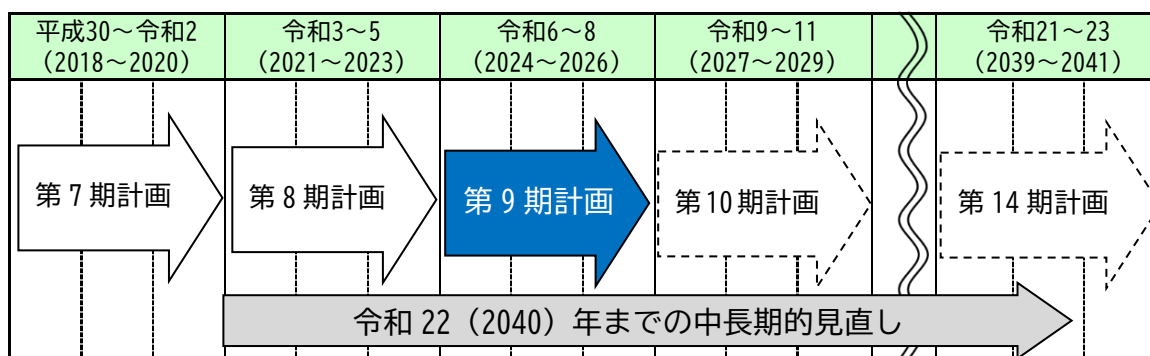 平成30～令和2
（2018～2020）
令和3～5
（2021～2023）
令和6～8
（2024～2026）
令和9～11
（2027～2029）
令和21～23
（2039～2041）
第7期計画
第8期計画
第9期計画
第10期計画
第14期計画
令和22（2040）年までの中長期的見直し